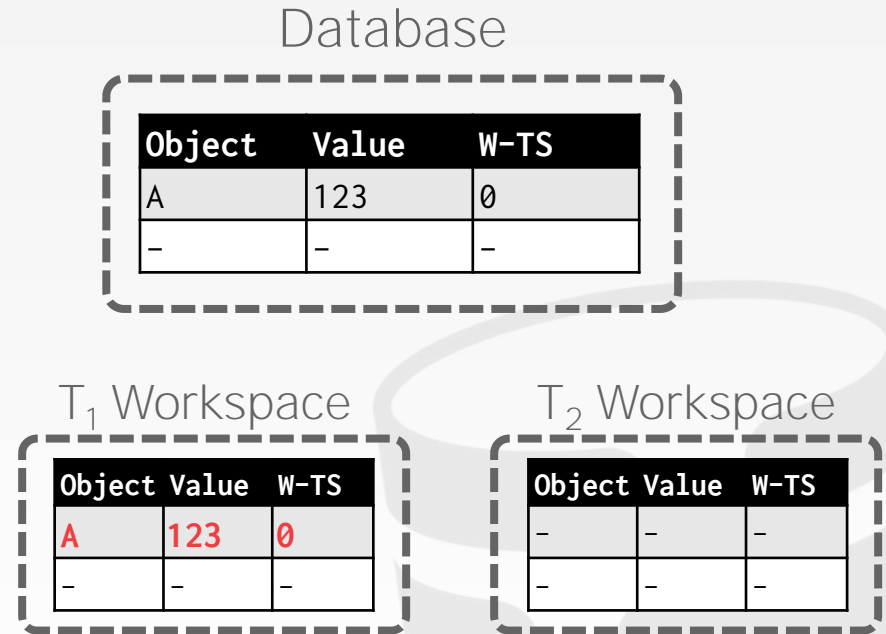 Database
Object Value W-TS
A 123 0
– – –
T₁ Workspace
Object Value W-TS
A 123 0
– – –
T₂ Workspace
Object Value W-TS
– – –
– – –